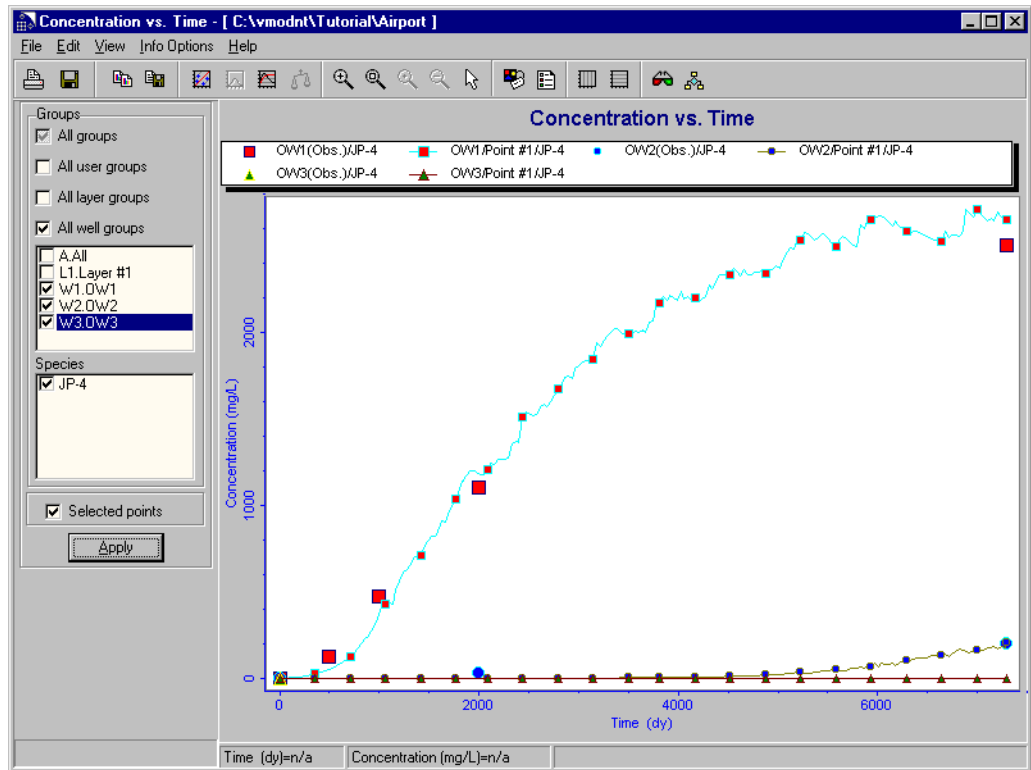 Concentration vs. Time - [ C:\vmodnt\Tutorial\Airport ]
File Edit View Info Options Help
Groups
All groups
All user groups
All layer groups
All well groups
A.All
L1.Layer #1
W1.OW1
W2.OW2
W3.OW3
Species
JP-4
Selected points
Apply
Concentration vs. Time
OW1(Obs.)/JP-4 OW1/Point #1/JP-4 OW2(Obs.)/JP-4 OW2/Point #1/JP-4
OW3(Obs.)/JP-4 OW3/Point #1/JP-4
Concentration (mg/L)
2000
1000
0
0 2000 4000 6000
Time (dy)
Time (dy)=n/a Concentration (mg/L)=n/a